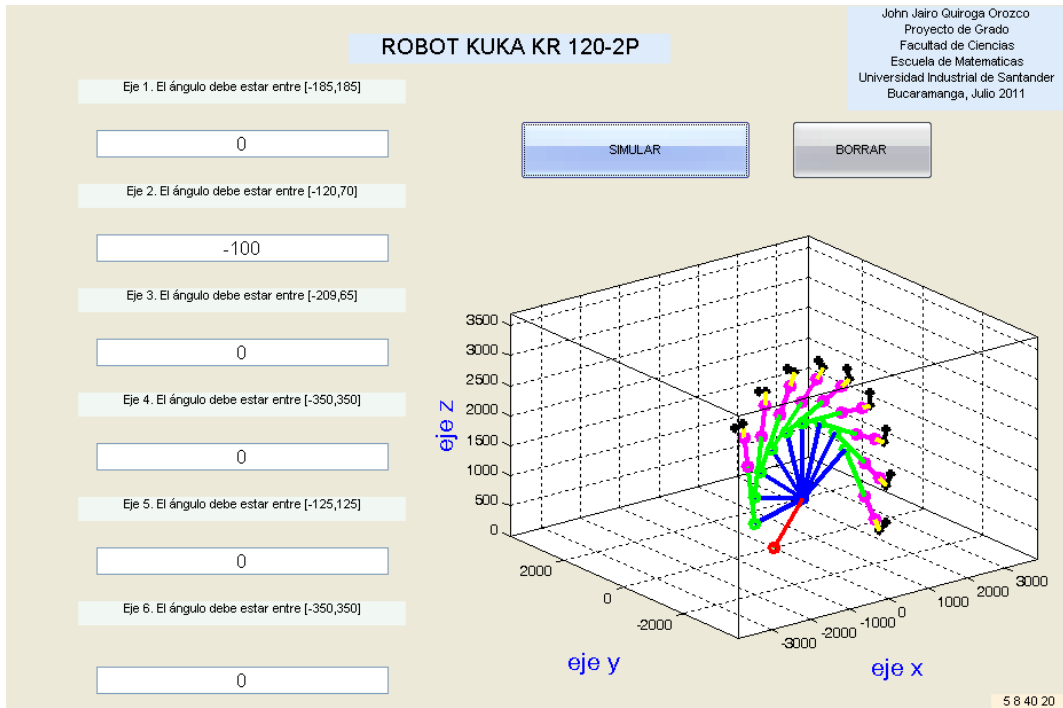 John Jairo Quiroga Orozco
Proyecto de Grado
Facultad de Ciencias
Escuela de Matematicas
Universidad Industrial de Santander
Bucaramanga, Julio 2011
ROBOT KUKA KR 120-2P
Eje 1. El ángulo debe estar entre [-185,185]
0
Eje 2. El ángulo debe estar entre [-120,70]
-100
Eje 3. El ángulo debe estar entre [-209,65]
0
Eje 4. El ángulo debe estar entre [-350,350]
0
Eje 5. El ángulo debe estar entre [-125,125]
0
Eje 6. El ángulo debe estar entre [-350,350]
0
SIMULAR
BORRAR
3500
3000
2500
2000
1500
1000
500
0
eje z
2000
0
-2000
eje y
-3000
-2000
-1000
0
1000
2000
3000
eje x
5 8 40 20